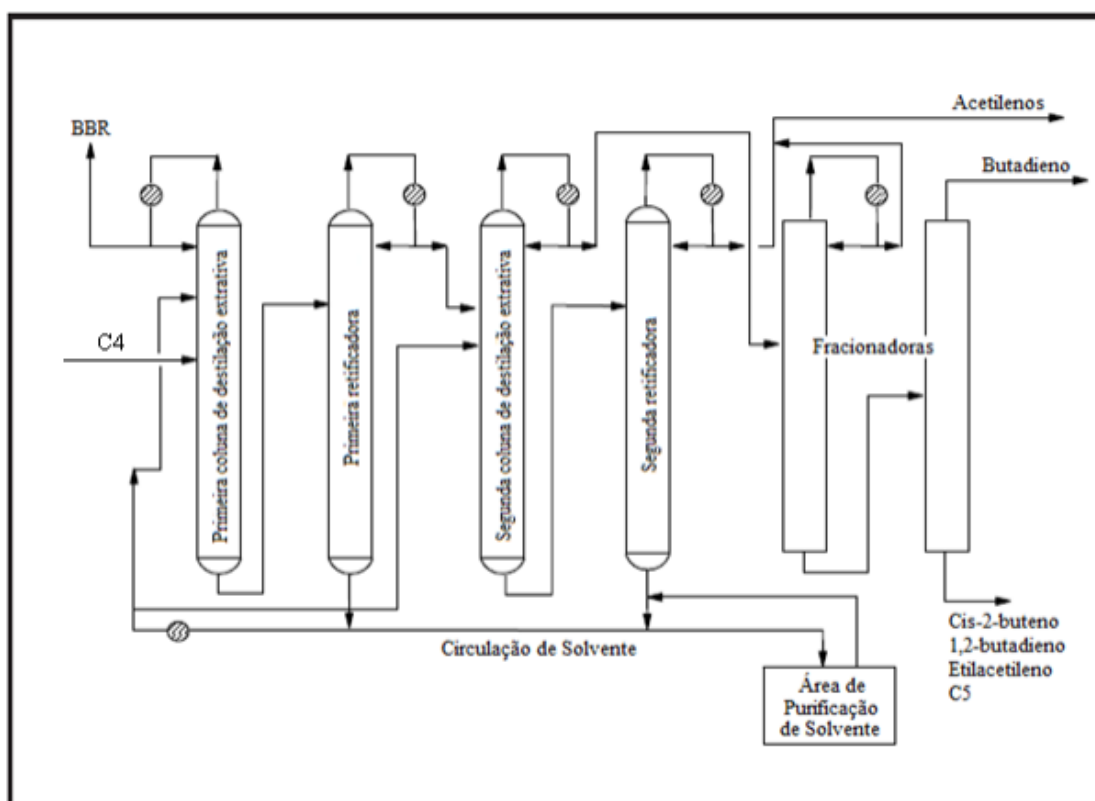 Acetilenos
BBR
Butadieno
C4
Primeira coluna de destilação extrativa
Primeira retificadora
Segunda coluna de destilação extrativa
Segunda retificadora
Fracionadoras
Circulação de Solvente
Área de
Purificação
de Solvente
Cis-2-buteno
1,2-butadieno
Etilacetileno
C5